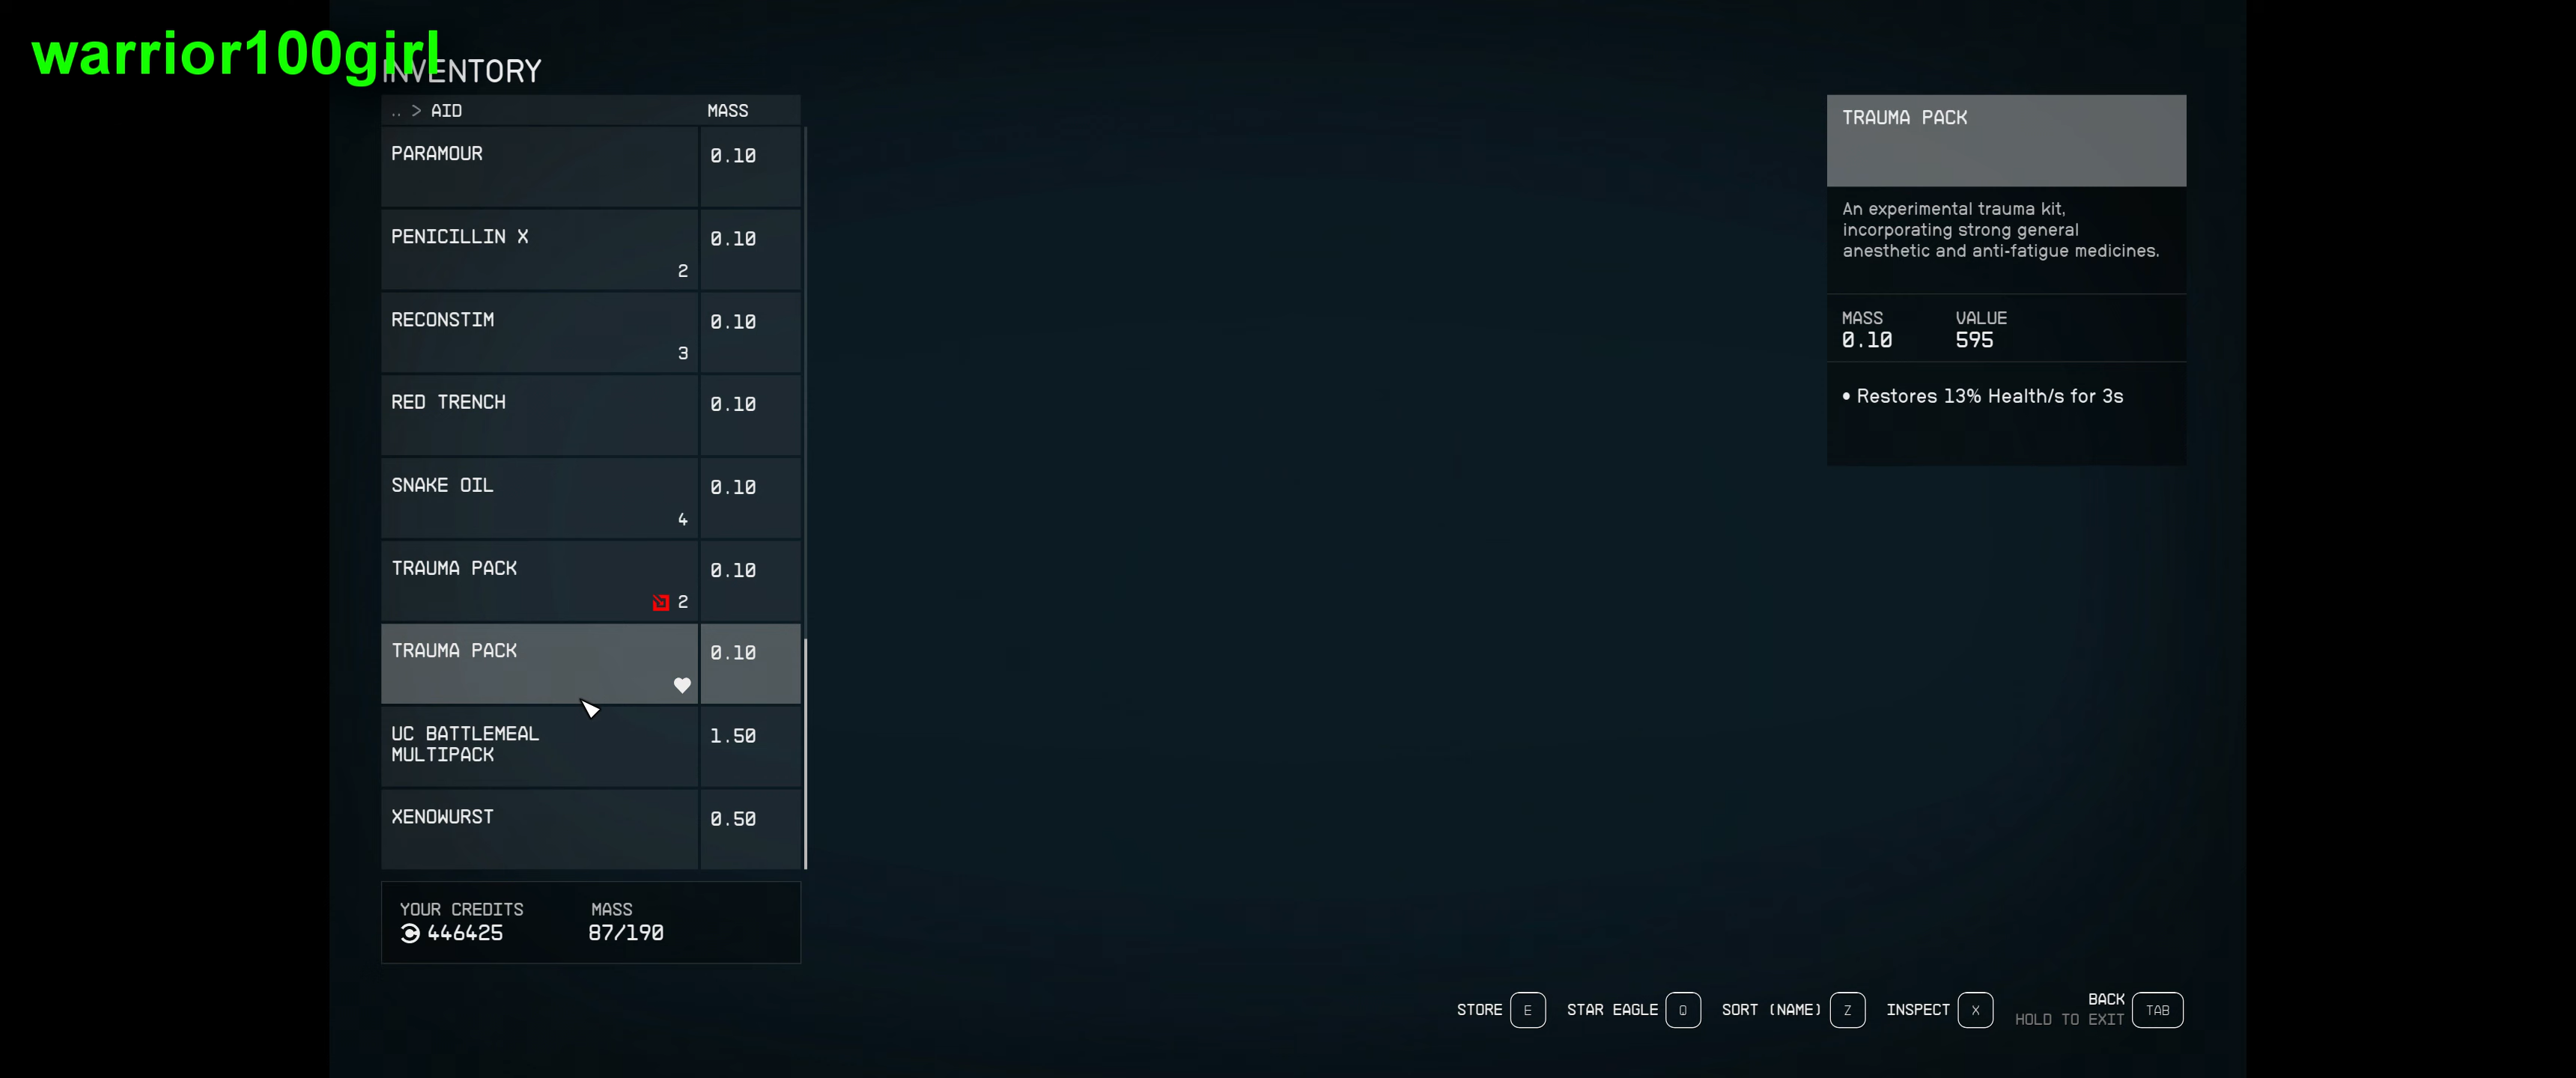 warrior100girl
INVENTORY
.. > AID MASS
PARAMOUR 0.10
PENICILLIN X 0.10
2
RECONSTIM 0.10
3
RED TRENCH 0.10
SNAKE OIL 0.10
4
TRAUMA PACK 0.10
2
TRAUMA PACK 0.10
UC BATTLEMEAL 1.50
MULTIPACK
XENOWURST 0.50
YOUR CREDITS MASS
446425 87/190
TRAUMA PACK
An experimental trauma kit,
incorporating strong general
anesthetic and anti-fatigue medicines.
MASS VALUE
0.10 595
• Restores 13% Health/s for 3s
STORE E STAR EAGLE Q SORT (NAME) Z INSPECT X BACK TAB
HOLD TO EXIT